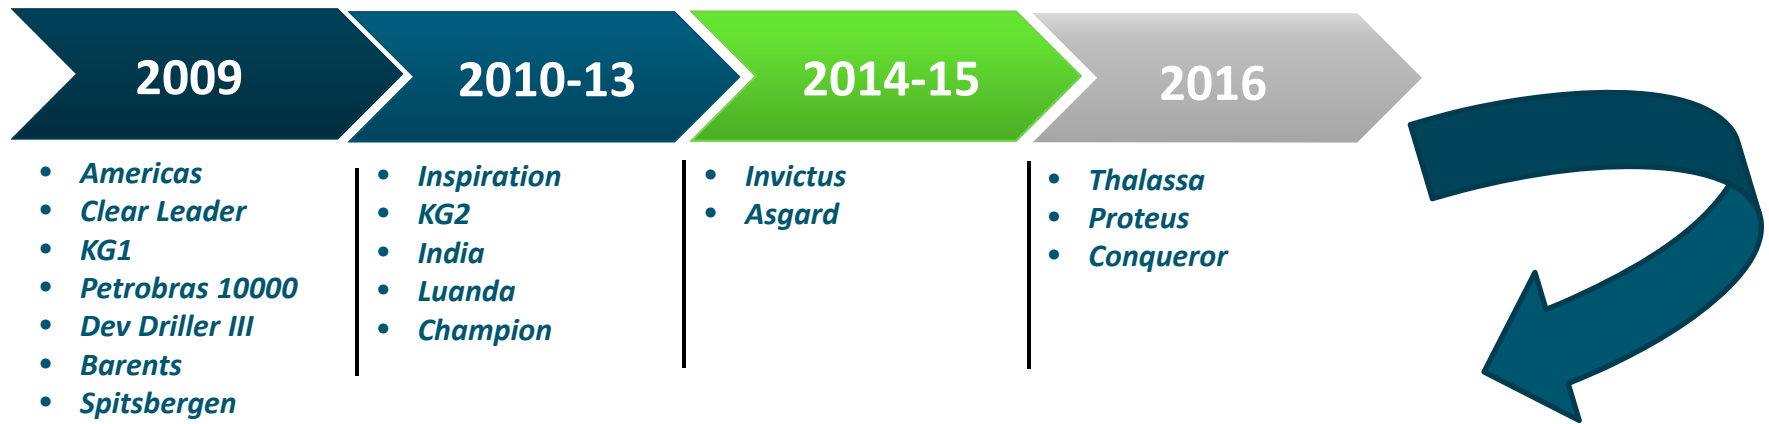 2009
• Americas
• Clear Leader
• KG1
• Petrobras 10000
• Dev Driller III
• Barents
• Spitsbergen
2010-13
• Inspiration
• KG2
• India
• Luanda
• Champion
2014-15
• Invictus
• Asgard
2016
• Thalassa
• Proteus
• Conqueror